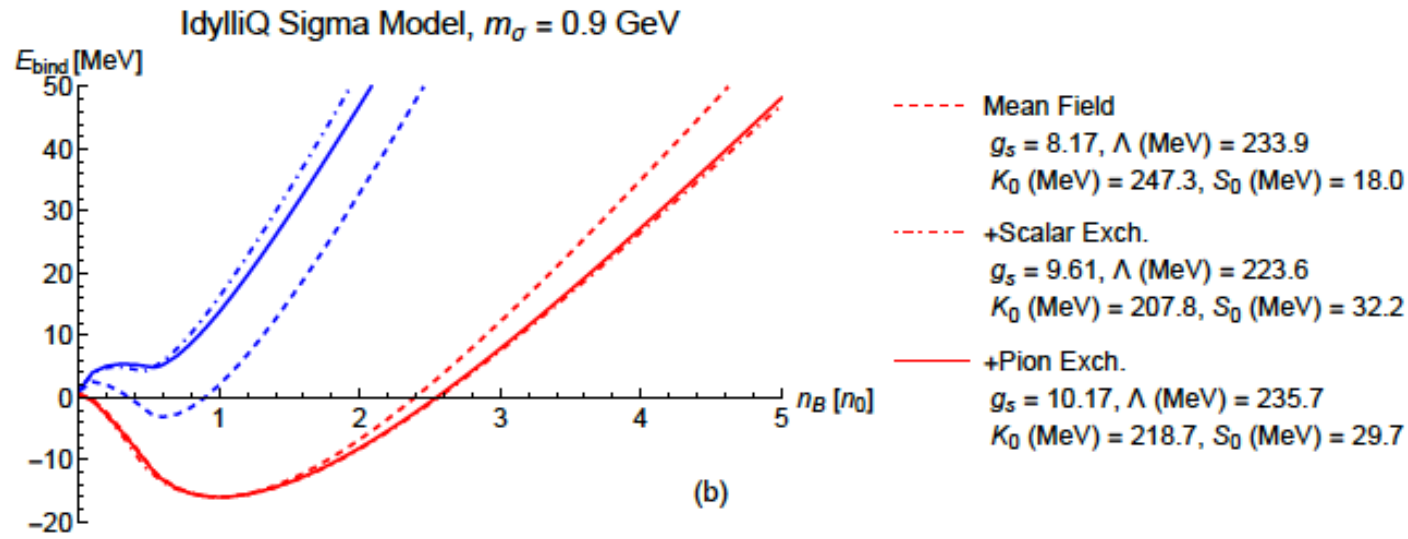 IdylliQ Sigma Model, mσ = 0.9 GeV
Ebind [MeV]
50
40
30
20
10
0
−10
−20
1
2
3
4
5
nB [n0]
(b)
Mean Field
gs = 8.17, Λ (MeV) = 233.9
K0 (MeV) = 247.3, S0 (MeV) = 18.0
+Scalar Exch.
gs = 9.61, Λ (MeV) = 223.6
K0 (MeV) = 207.8, S0 (MeV) = 32.2
+Pion Exch.
gs = 10.17, Λ (MeV) = 235.7
K0 (MeV) = 218.7, S0 (MeV) = 29.7